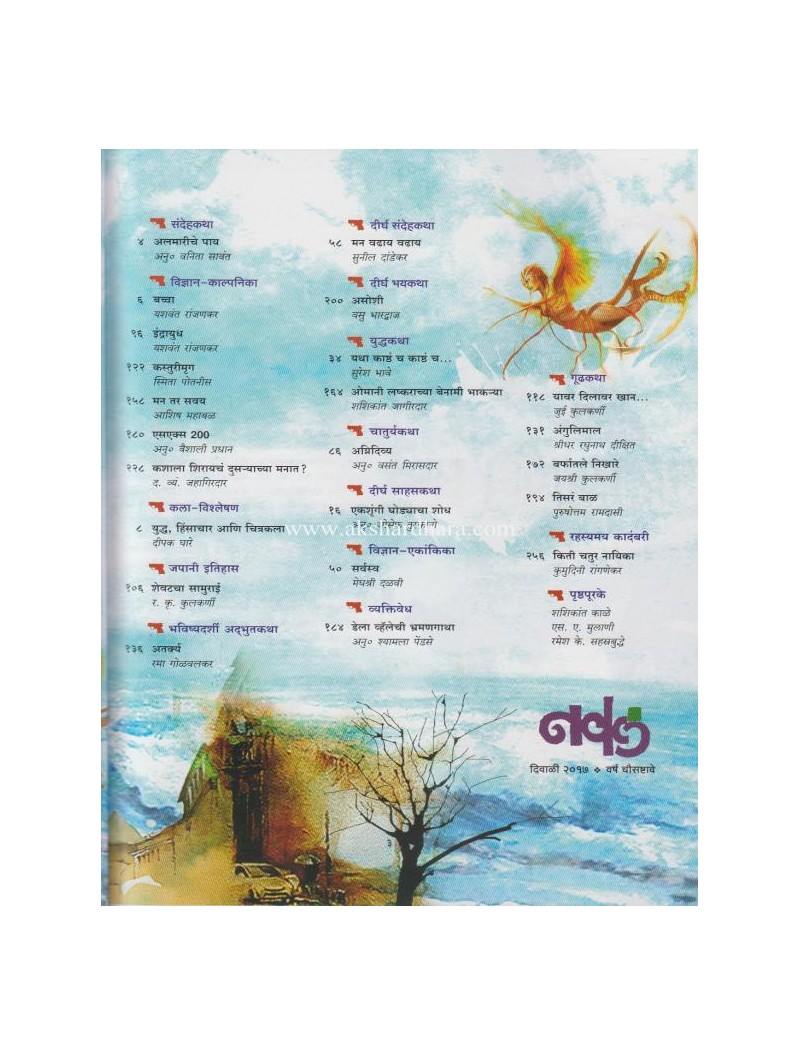 संदेहकथा
४ अलमारीचे पाय
अनु० वनिता सावंत
विज्ञान-काल्पनिका
६ बच्चा
यशवंत रांजणकर
९६ इंद्रायुध
यशवंत रांजणकर
१२२ कस्तुरीमृग
स्मिता पोतनीस
१५८ मन तर सवय
आशिष महाबळ
१८० एसएक्स 200
अनु० वैशाली प्रधान
२२८ कशाला शिरायचं दुसऱ्याच्या मनात?
द. व्यं. जहागिरदार
कला-विश्लेषण
८ युद्ध, हिंसाचार आणि चित्रकला
दीपक घारे
जपानी इतिहास
१०६ शेवटचा सामुराई
र. कृ. कुलकर्णी
भविष्यदर्शी अद्भुतकथा
१३६ अतर्क्य
रमा गोळवलकर
दीर्घ संदेहकथा
५८ मन वढाय वढाय
सुनील दांडेकर
दीर्घ भयकथा
२०० असोशी
वसु भारद्वाज
युद्धकथा
३४ यथा काष्ठं च काष्ठं च...
सुरेश भावे
१६४ ओमानी लष्कराच्या बेनामी भाकऱ्या
शशिकांत जागीरदार
चातुर्यकथा
८६ अग्निदिव्य
अनु० वसंत मिरासदार
दीर्घ साहसकथा
१६ एकशृंगी घोड्याचा शोध
www.akshardhara.com
विज्ञान-एकांकिका
५० सर्वस्व
मेघश्री दळवी
व्यक्तिवेध
१८४ डेला व्हॅलेची भ्रमणगाथा
अनु० श्यामला पेंडसे
गूढकथा
११८ यावर दिलावर खान...
जुई कुलकर्णी
१३१ अंगुलिमाल
श्रीधर रघुनाथ दीक्षित
१७२ बर्फातले निखारे
जयश्री कुलकर्णी
१९४ तिसरं बाळ
पुरुषोत्तम रामदासी
रहस्यमय कादंबरी
२५६ किती चतुर नायिका
कुमुदिनी रांगणेकर
पृष्ठपूरके
शशिकांत काळे
एस. ए. मुलाणी
रमेश के. सहस्रबुद्धे
नवल
दिवाळी २०१७ ❖ वर्ष चौसष्टावे
3